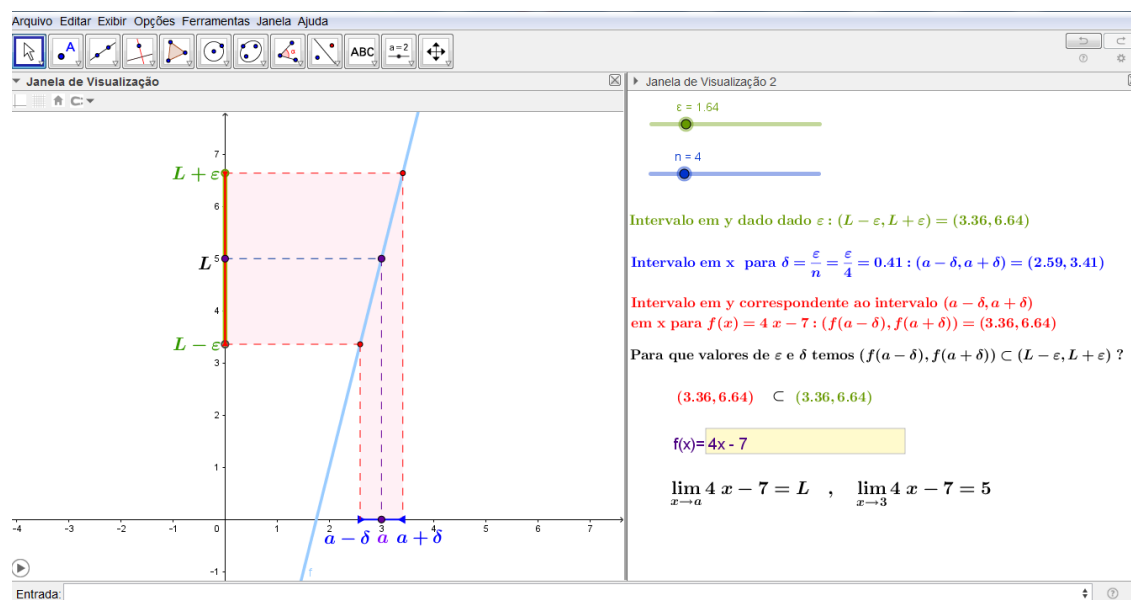 Arquivo Editar Exibir Opções Ferramentas Janela Ajuda
A
ABC
a=2
Janela de Visualização
Janela de Visualização 2
L + ε
L
L − ε
7
6
5
4
3
2
1
-1
-4 -3 -2 -1 0 1 2 3 4 5 6 7
a − δ a a + δ
f
ε = 1.64
n = 4
Intervalo em y dado dado ε : (L − ε, L + ε) = (3.36, 6.64)
Intervalo em x para δ = ε/n = ε/4 = 0.41 : (a − δ, a + δ) = (2.59, 3.41)
Intervalo em y correspondente ao intervalo (a − δ, a + δ)
em x para f(x) = 4 x − 7 : (f(a − δ), f(a + δ)) = (3.36, 6.64)
Para que valores de ε e δ temos (f(a − δ), f(a + δ)) ⊂ (L − ε, L + ε) ?
(3.36, 6.64) ⊂ (3.36, 6.64)
f(x)= 4x - 7
lim x→a 4 x − 7 = L , lim x→3 4 x − 7 = 5
Entrada: